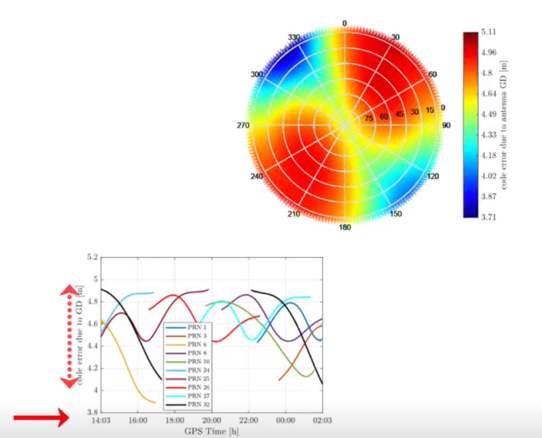 0
30
60
90
120
150
180
210
240
270
300
330
75 60 45 30 15 0
5.11
4.96
4.8
4.64
4.49
4.33
4.18
4.02
3.87
3.71
code error due to antenna GD [m]
5.2
5
4.8
4.6
4.4
4.2
4
3.8
code error due to GD [m]
PRN 1
PRN 3
PRN 6
PRN 8
PRN 10
PRN 24
PRN 25
PRN 26
PRN 27
PRN 32
14:03 16:00 18:00 20:00 22:00 00:00 02:03
GPS Time [h]